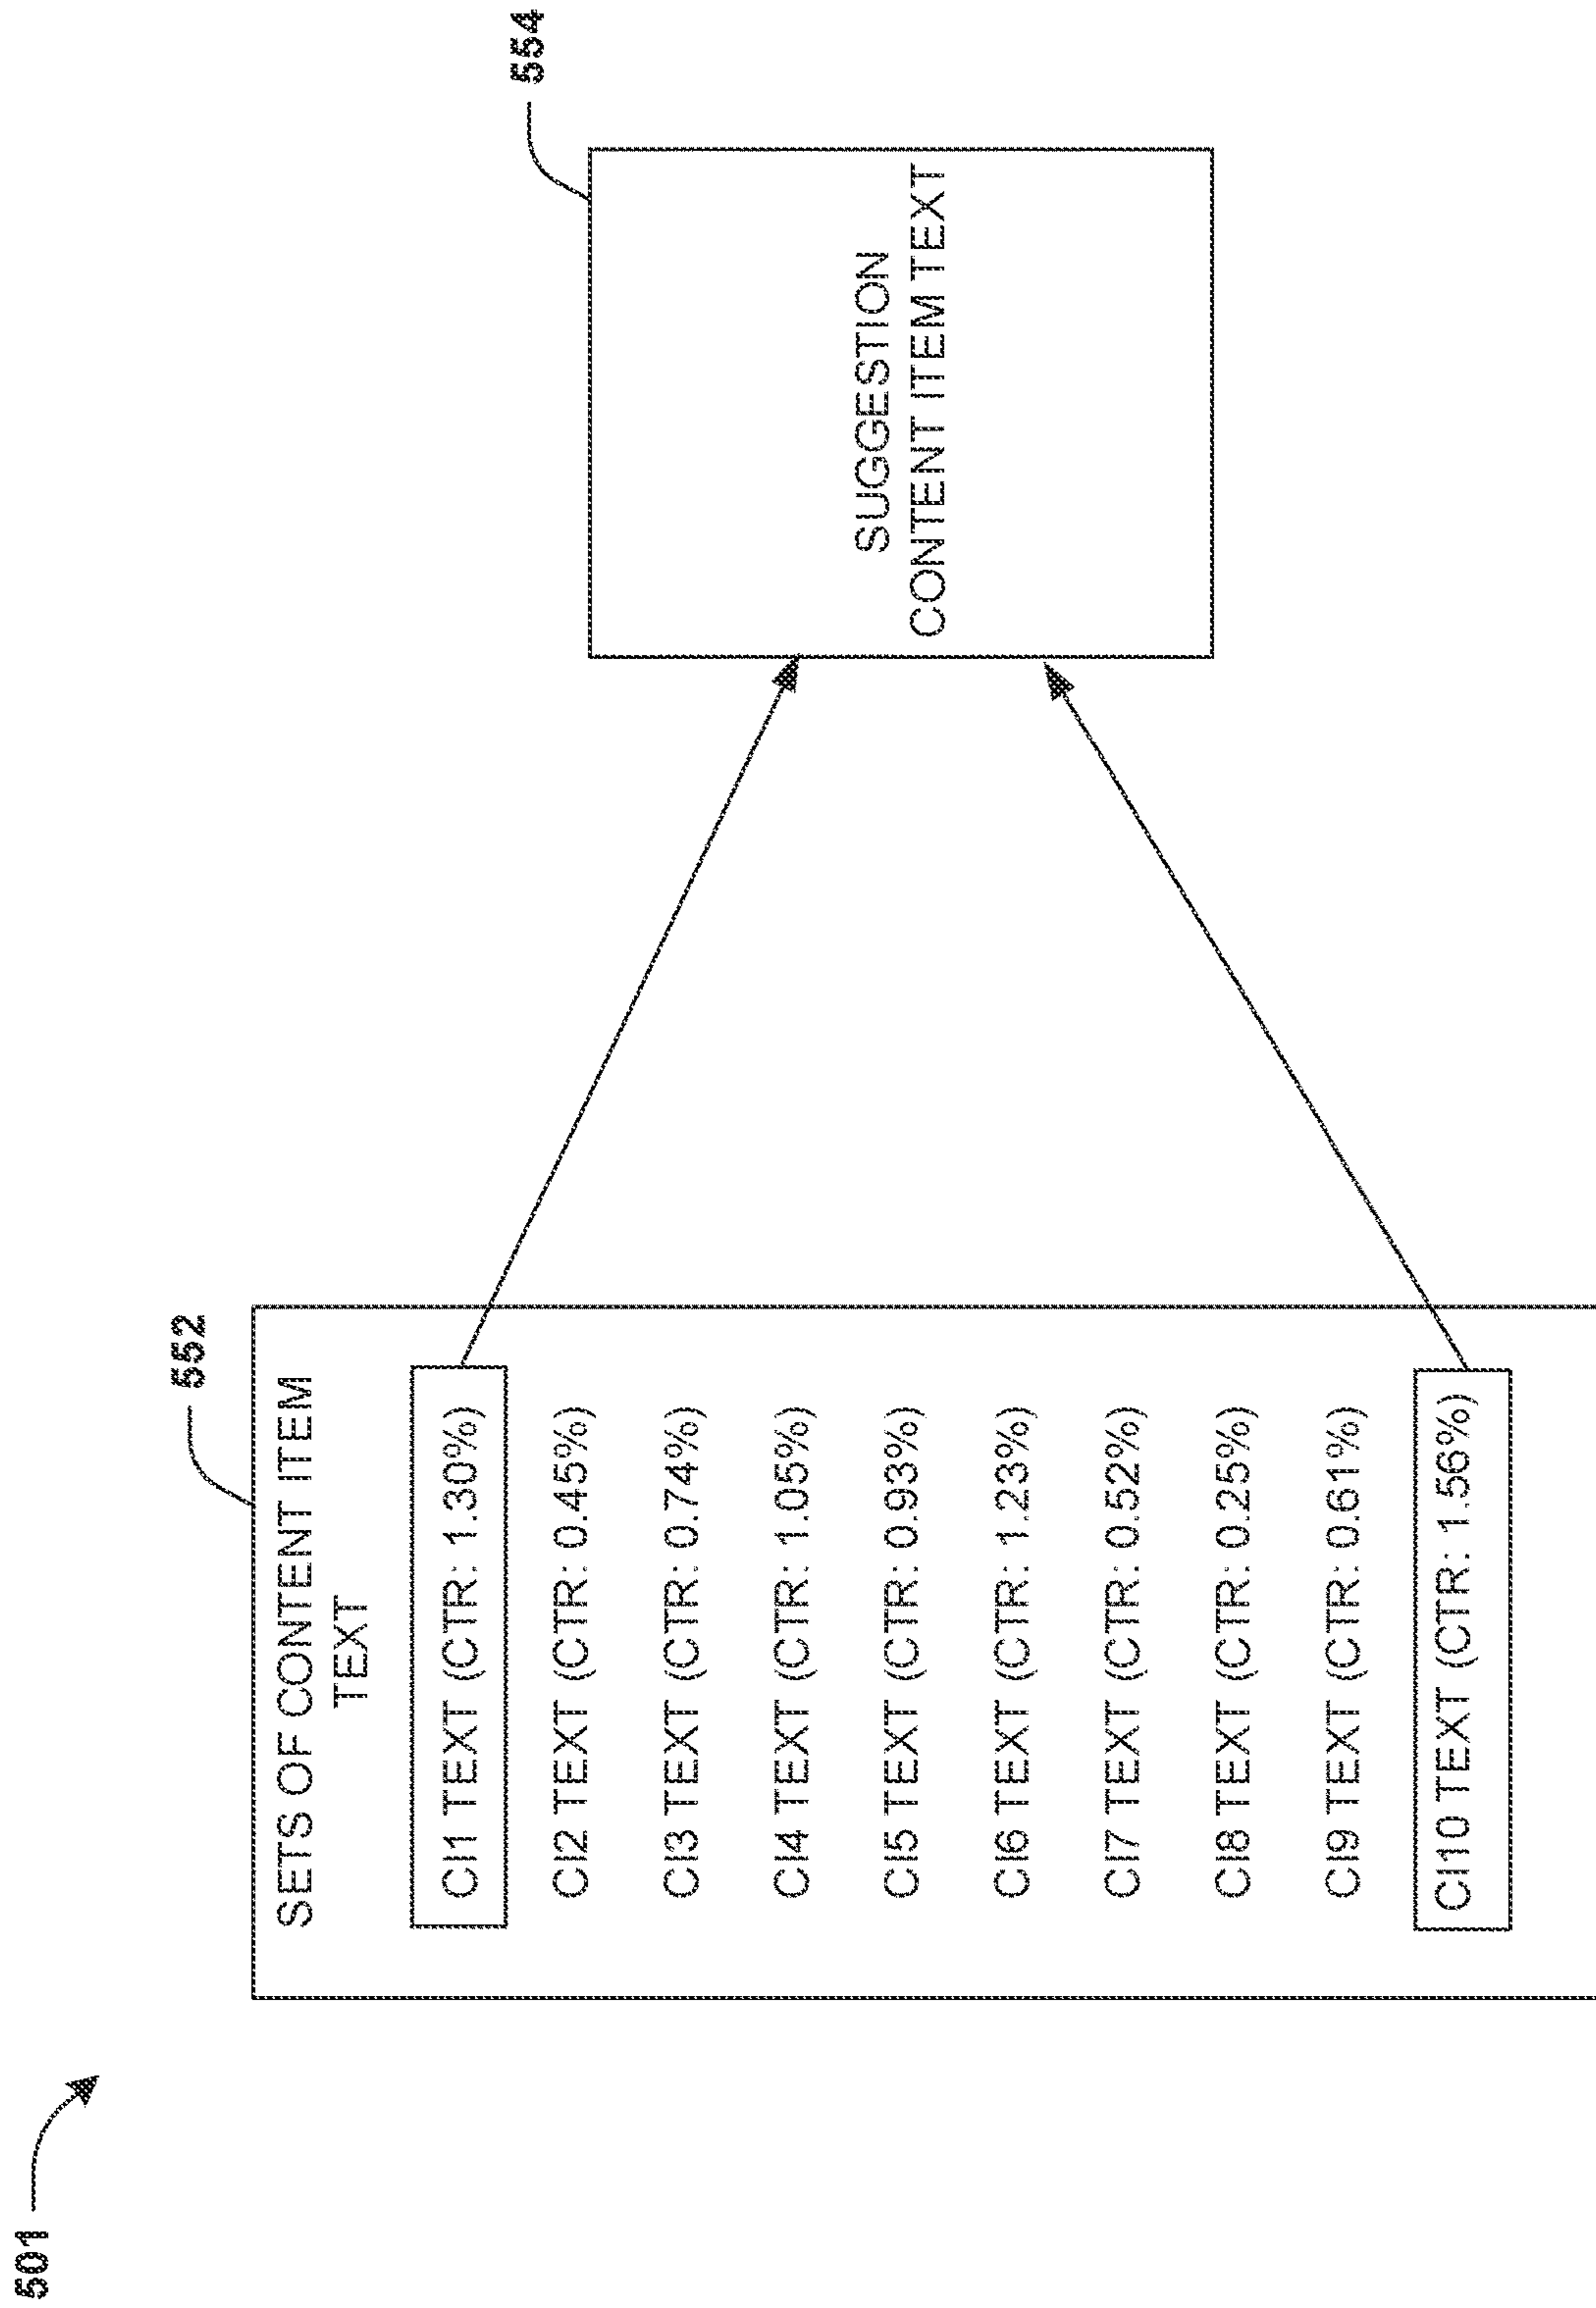 501
552
SETS OF CONTENT ITEM
TEXT
CI1 TEXT (CTR: 1.30%)
CI2 TEXT (CTR: 0.45%)
CI3 TEXT (CTR: 0.74%)
CI4 TEXT (CTR: 1.05%)
CI5 TEXT (CTR: 0.93%)
CI6 TEXT (CTR: 1.23%)
CI7 TEXT (CTR: 0.52%)
CI8 TEXT (CTR: 0.25%)
CI9 TEXT (CTR: 0.61%)
CI10 TEXT (CTR: 1.56%)
554
SUGGESTION
CONTENT ITEM TEXT